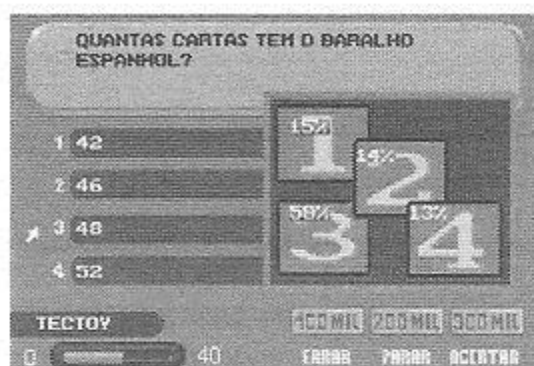 QUANTAS CARTAS TEM O BARALHO
ESPANHOL?
1 42
2 46
3 48
4 52
15%
1
14%
2
58%
3
13%
4
TECTOY
0 40
100 MIL 200 MIL 300 MIL
ERRAR PARAR ACERTAR